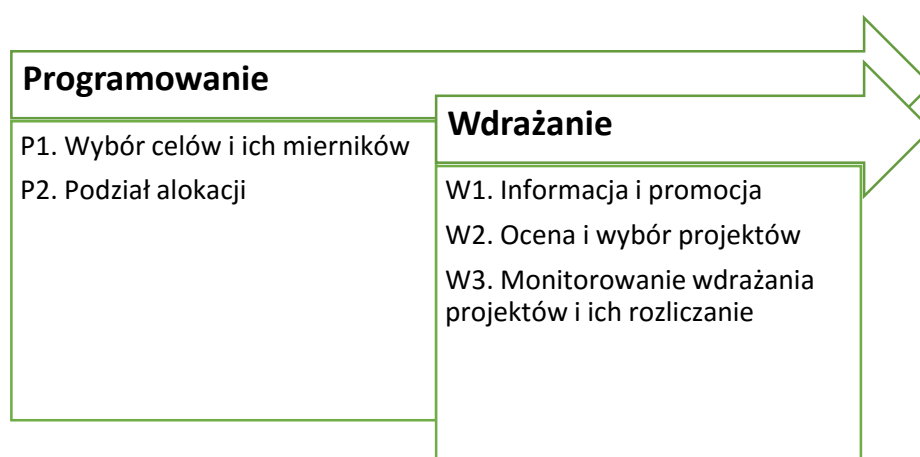 Programowanie
P1. Wybór celów i ich mierników
P2. Podział alokacji
Wdrażanie
W1. Informacja i promocja
W2. Ocena i wybór projektów
W3. Monitorowanie wdrażania
projektów i ich rozliczanie